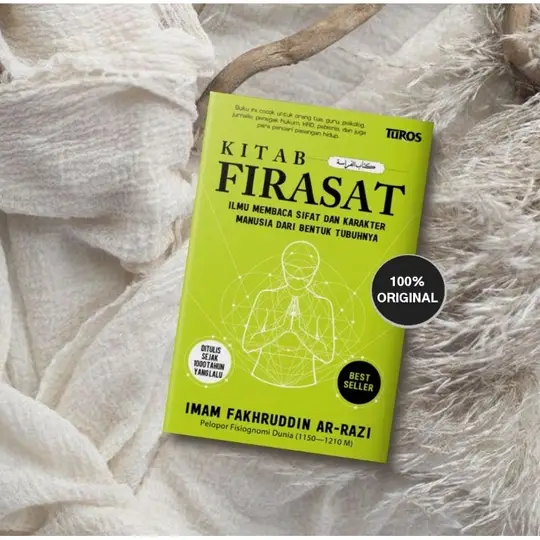 Buku ini cocok untuk orang tua, guru, psikolog,
jurnalis, penegak hukum, HRD, pebisnis, dan juga
para pencari pasangan hidup.
TUROS
KITAB
كتاب الفراسة
FIRASAT
ILMU MEMBACA SIFAT DAN KARAKTER
MANUSIA DARI BENTUK TUBUHNYA
100%
ORIGINAL
DITULIS
SEJAK
1000 TAHUN
YANG LALU
BEST
SELLER
IMAM FAKHRUDDIN AR-RAZI
Pelopor Fisiognomi Dunia (1150—1210 M)